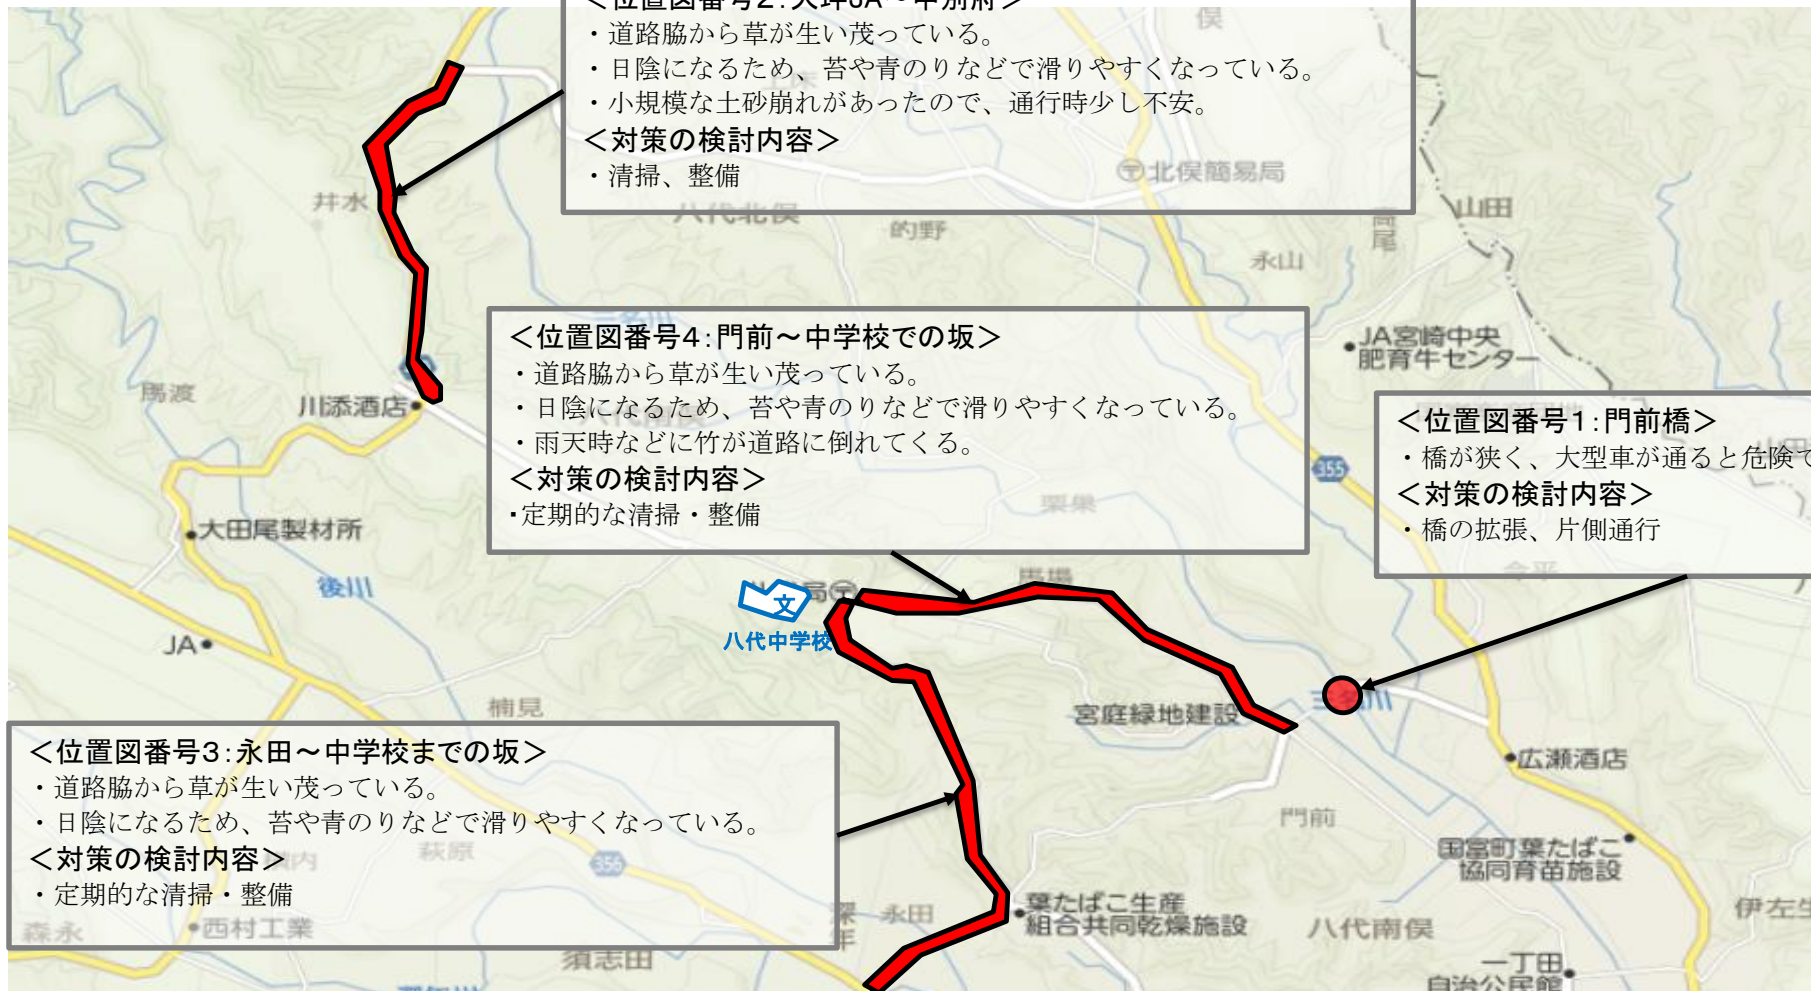 ・道路脇から草が生い茂っている。
・日陰になるため、苔や青のりなどで滑りやすくなっている。
・小規模な土砂崩れがあったので、通行時少し不安。
＜対策の検討内容＞
・清掃、整備
北俣簡易局
八代北俣
的野
井水
山田
高尾
永山
＜位置図番号4：門前～中学校での坂＞
・道路脇から草が生い茂っている。
・日陰になるため、苔や青のりなどで滑りやすくなっている。
・雨天時などに竹が道路に倒れてくる。
＜対策の検討内容＞
・定期的な清掃・整備
JA宮崎中央
肥育牛センター
馬渡
川添酒店
＜位置図番号1：門前橋＞
・橋が狭く、大型車が通ると危険で
＜対策の検討内容＞
・橋の拡張、片側通行
355
大田尾製材所
後川
JA
文
八代中学校
馬場
三名川
宮庭緑地建設
楠見
広瀬酒店
＜位置図番号3：永田～中学校までの坂＞
・道路脇から草が生い茂っている。
・日陰になるため、苔や青のりなどで滑りやすくなっている。
＜対策の検討内容＞
・定期的な清掃・整備
萩原
356
門前
国富町葉たばこ
協同育苗施設
森永
西村工業
深年
永田
葉たばこ生産
組合共同乾燥施設
八代南俣
須志田
一丁田
自治公民館